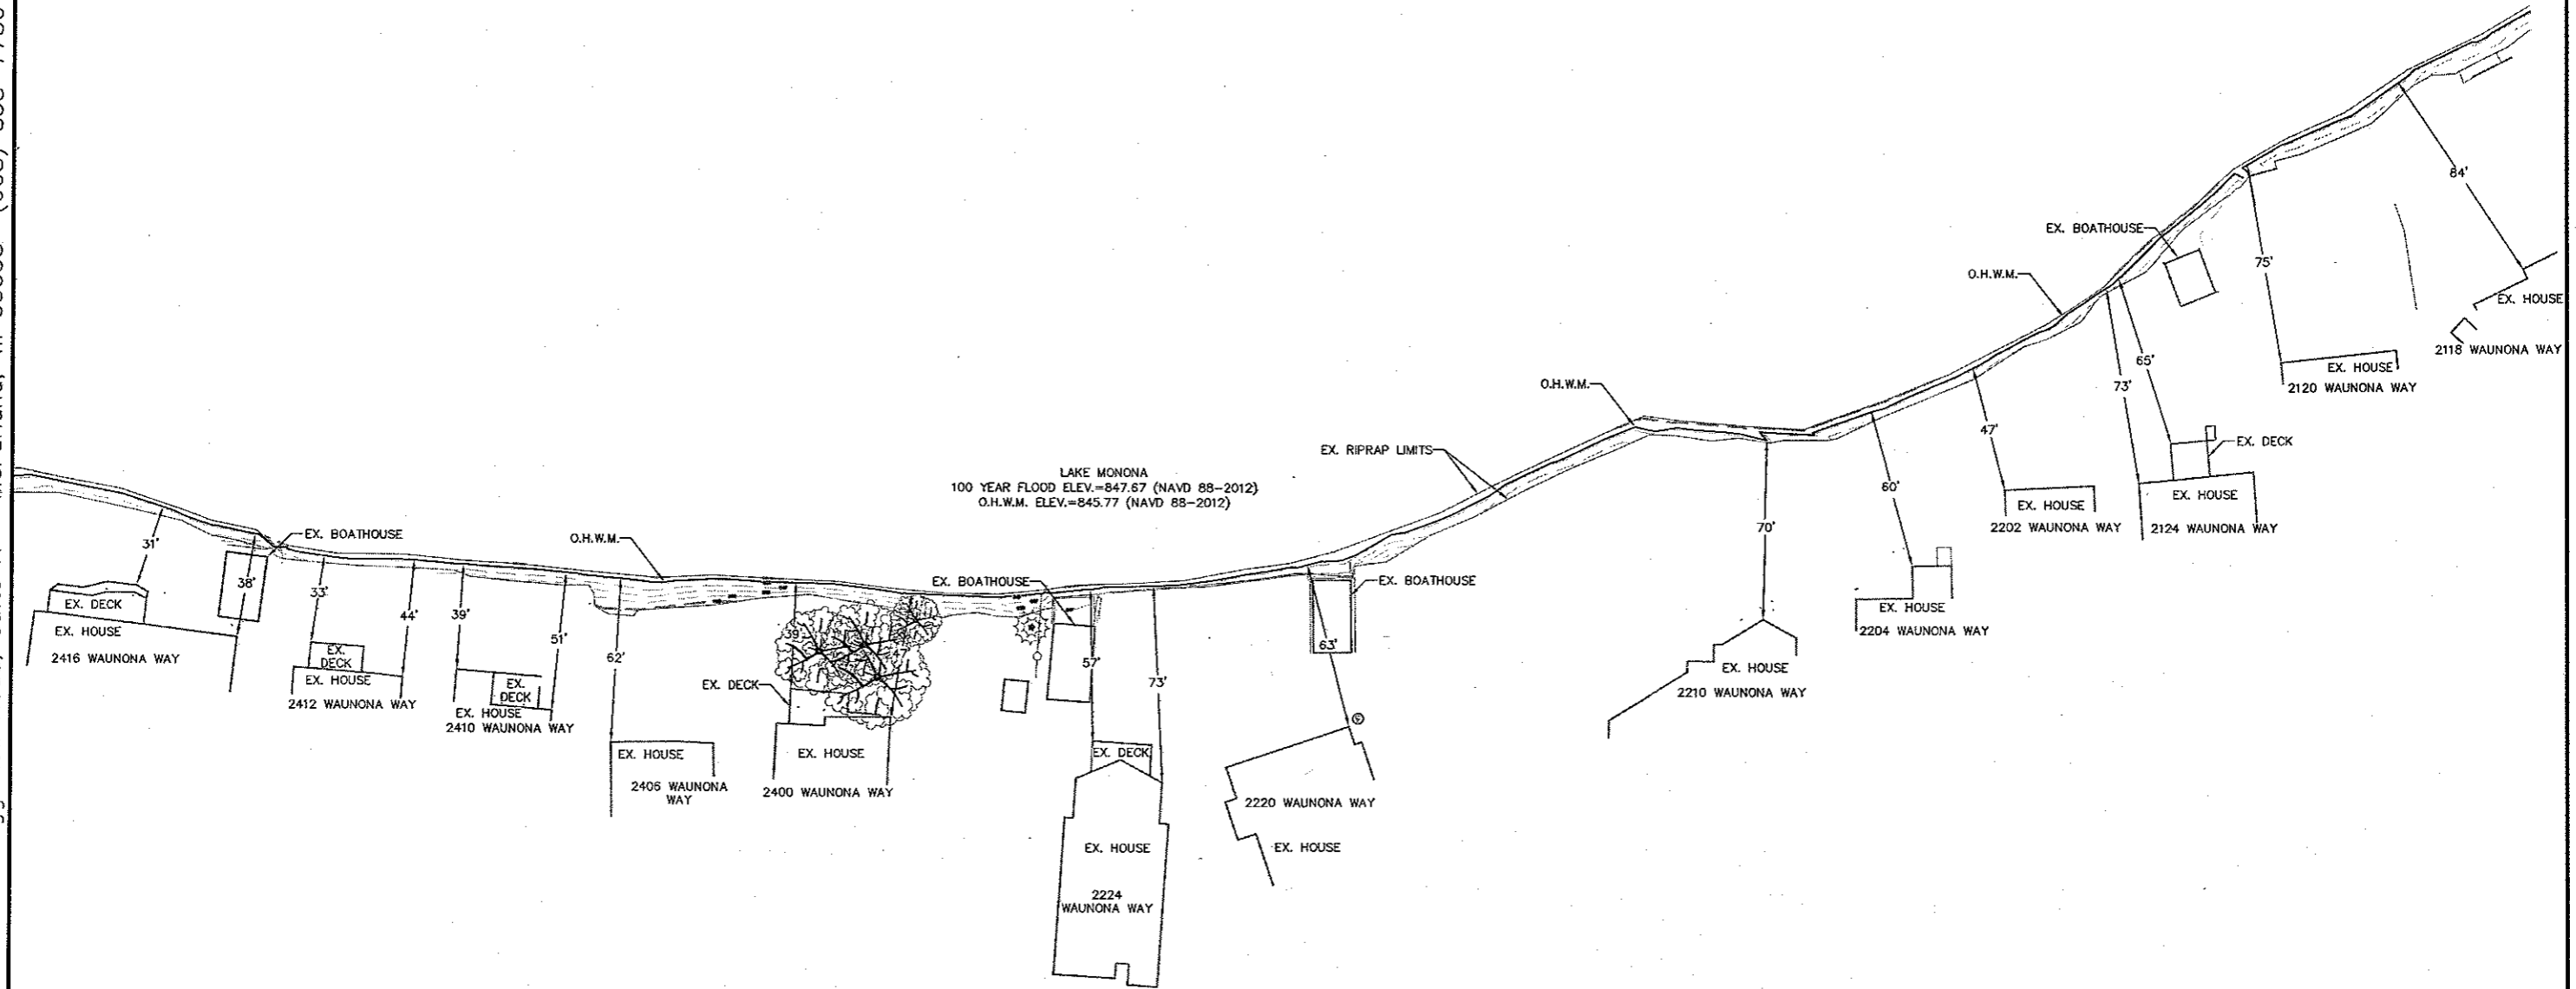 84'
EX. BOATHOUSE
75'
O.H.W.M.
EX. HOUSE
2118 WAUNONA WAY
65'
73'
EX. HOUSE
2120 WAUNONA WAY
O.H.W.M.
47'
EX. DECK
EX. RIPRAP LIMITS
LAKE MONONA
100 YEAR FLOOD ELEV.=847.67 (NAVD 88-2012)
O.H.W.M. ELEV.=845.77 (NAVD 88-2012)
60'
EX. HOUSE
2202 WAUNONA WAY
EX. HOUSE
2124 WAUNONA WAY
70'
EX. BOATHOUSE
31'
O.H.W.M.
38'
33'
44'
39'
51'
62'
39'
47'
EX. BOATHOUSE
57'
73'
EX. BOATHOUSE
63'
EX. HOUSE
2204 WAUNONA WAY
EX. DECK
EX. HOUSE
2416 WAUNONA WAY
EX.
DECK
EX. HOUSE
2412 WAUNONA WAY
EX.
DECK
EX. HOUSE
2410 WAUNONA WAY
EX. HOUSE
2406 WAUNONA
WAY
EX. DECK
EX. HOUSE
2400 WAUNONA WAY
EX. DECK
EX. HOUSE
2224
WAUNONA WAY
2220 WAUNONA WAY
EX. HOUSE
EX. HOUSE
2210 WAUNONA WAY